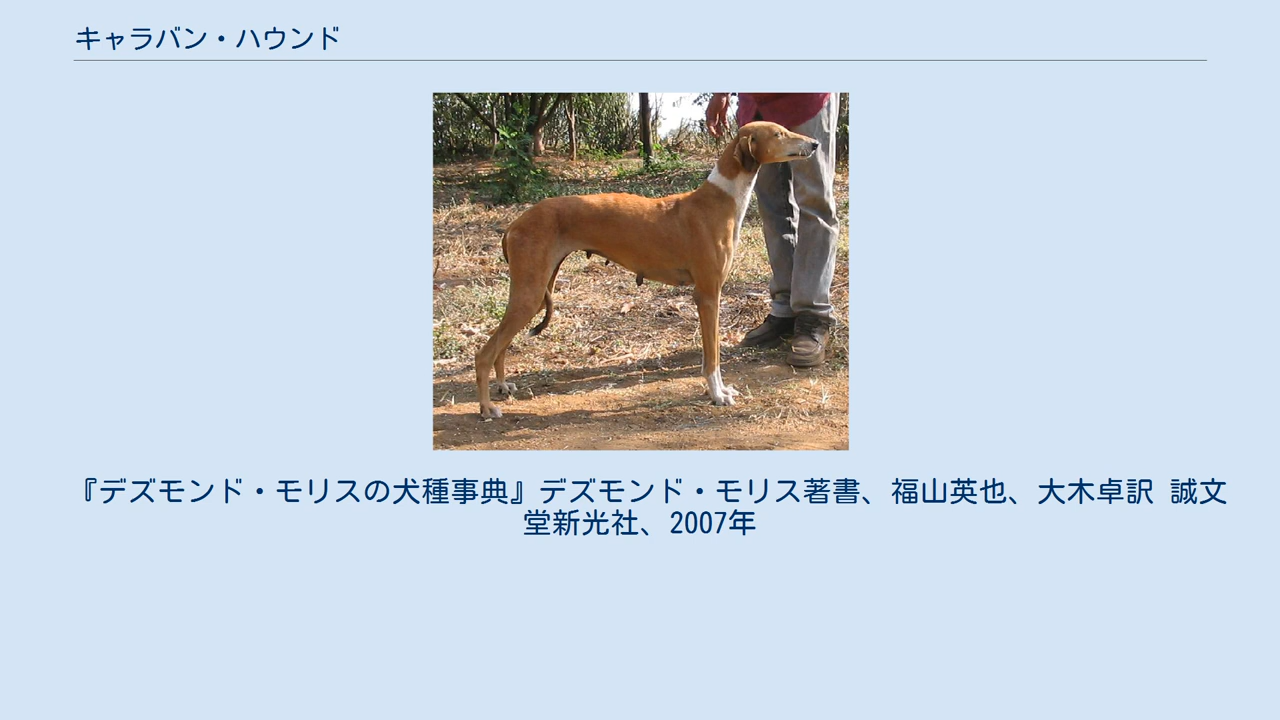 キャラバン・ハウンド
『デズモンド・モリスの犬種事典』デズモンド・モリス著書、福山英也、大木卓訳 誠文
堂新光社、2007年